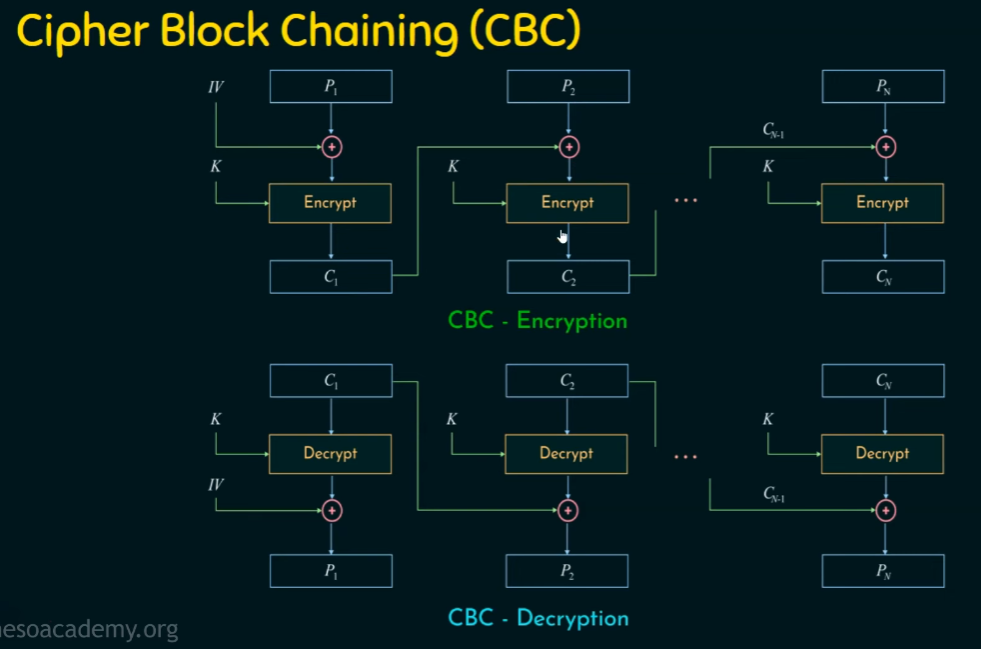 Cipher Block Chaining (CBC)
IV P₁ P₂ Pₙ
+ + Cₙ₋₁ +
K K K
Encrypt Encrypt ... Encrypt
C₁ C₂ Cₙ
CBC - Encryption
C₁ C₂ Cₙ
K K K
Decrypt Decrypt ... Decrypt
IV Cₙ₋₁
+ + +
P₁ P₂ Pₙ
CBC - Decryption
esoacademy.org